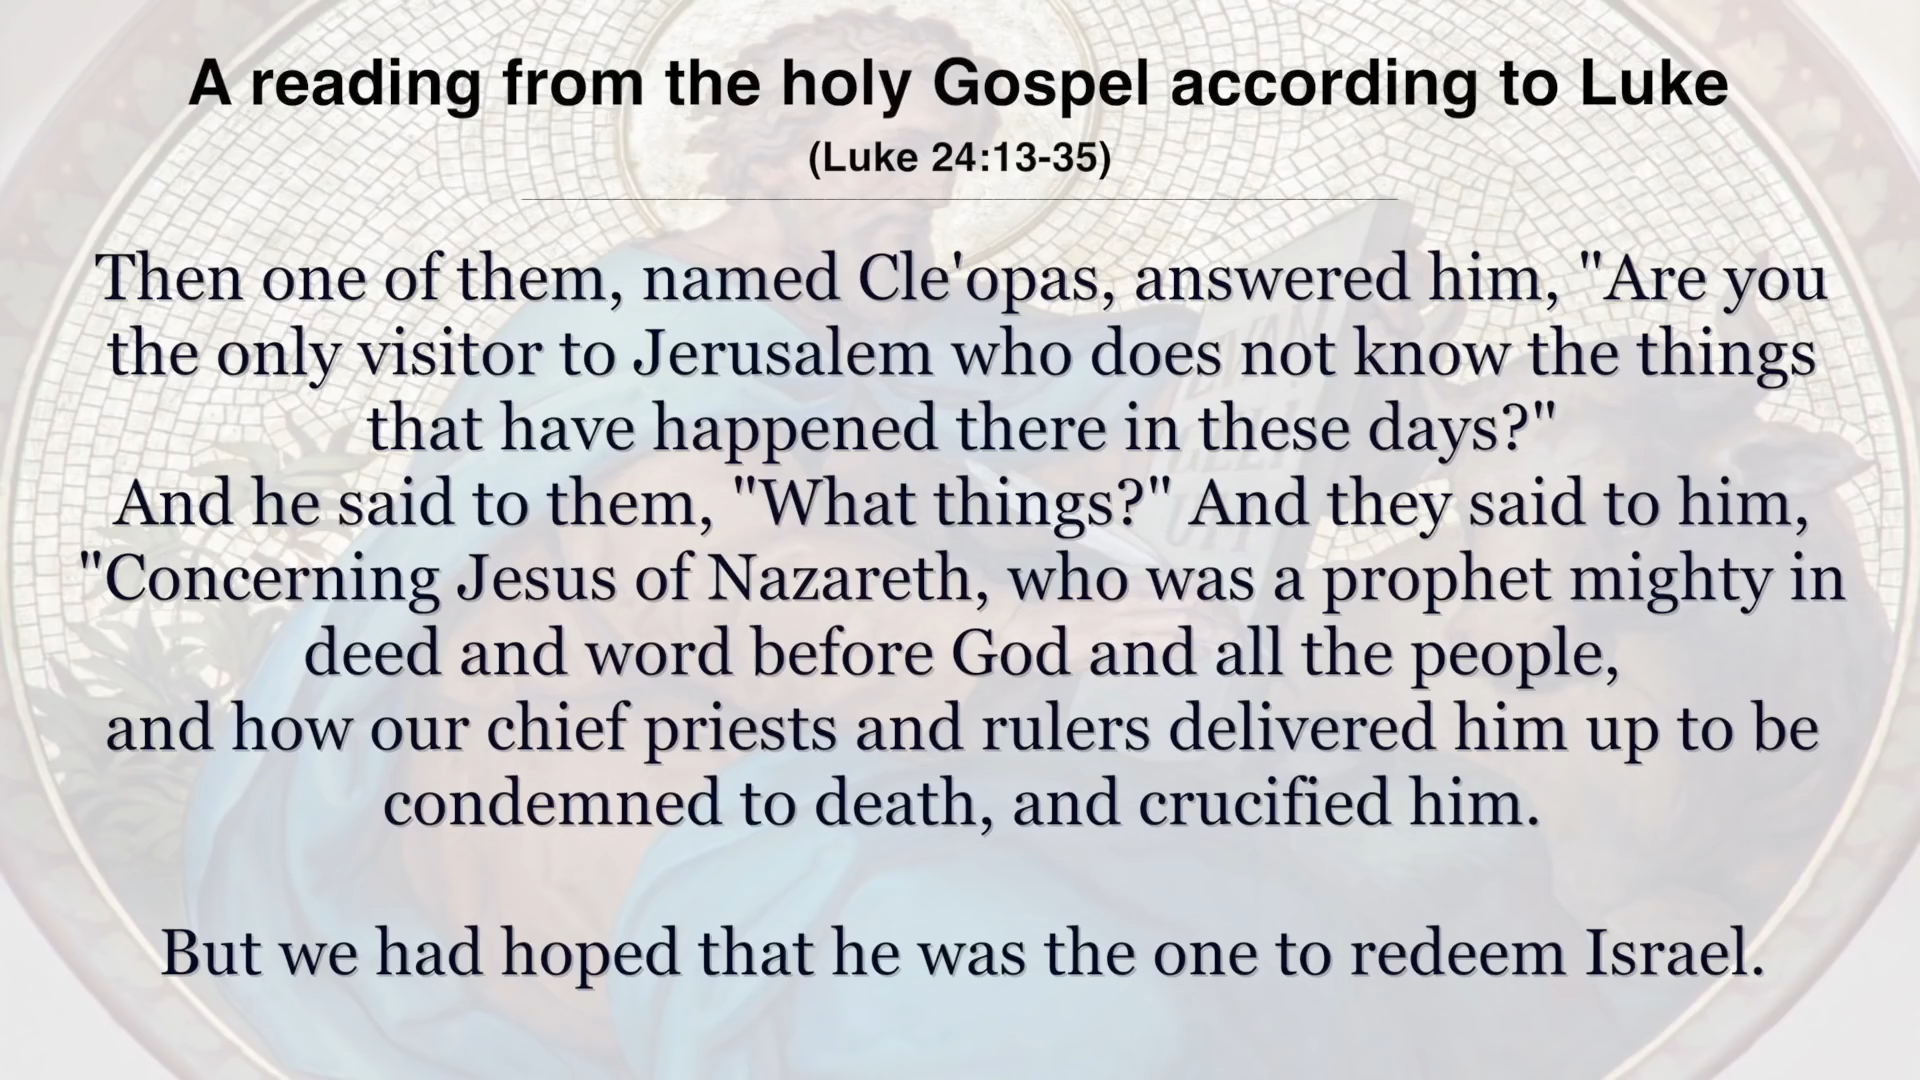 A reading from the holy Gospel according to Luke
(Luke 24:13-35)
Then one of them, named Cle'opas, answered him, "Are you
the only visitor to Jerusalem who does not know the things
that have happened there in these days?"
And he said to them, "What things?" And they said to him,
"Concerning Jesus of Nazareth, who was a prophet mighty in
deed and word before God and all the people,
and how our chief priests and rulers delivered him up to be
condemned to death, and crucified him.
But we had hoped that he was the one to redeem Israel.